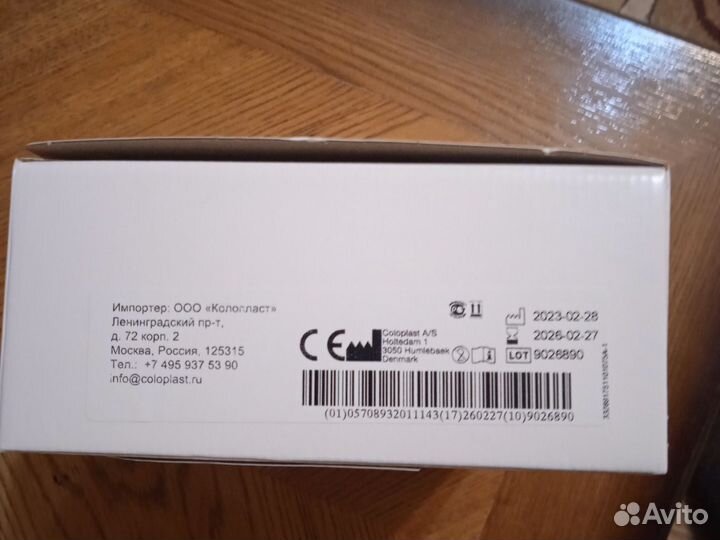 Импортер: ООО «Колопласт»
Ленинградский пр-т,
д. 72 корп. 2
Москва, Россия, 125315
Тел.: +7 495 937 53 90
info@coloplast.ru
CE
Coloplast A/S
Holtedam 1
3050 Humlebaek
Denmark
2023-02-28
2026-02-27
LOT 9026890
(01)05708932011143(17)260227(10)9026890
Avito